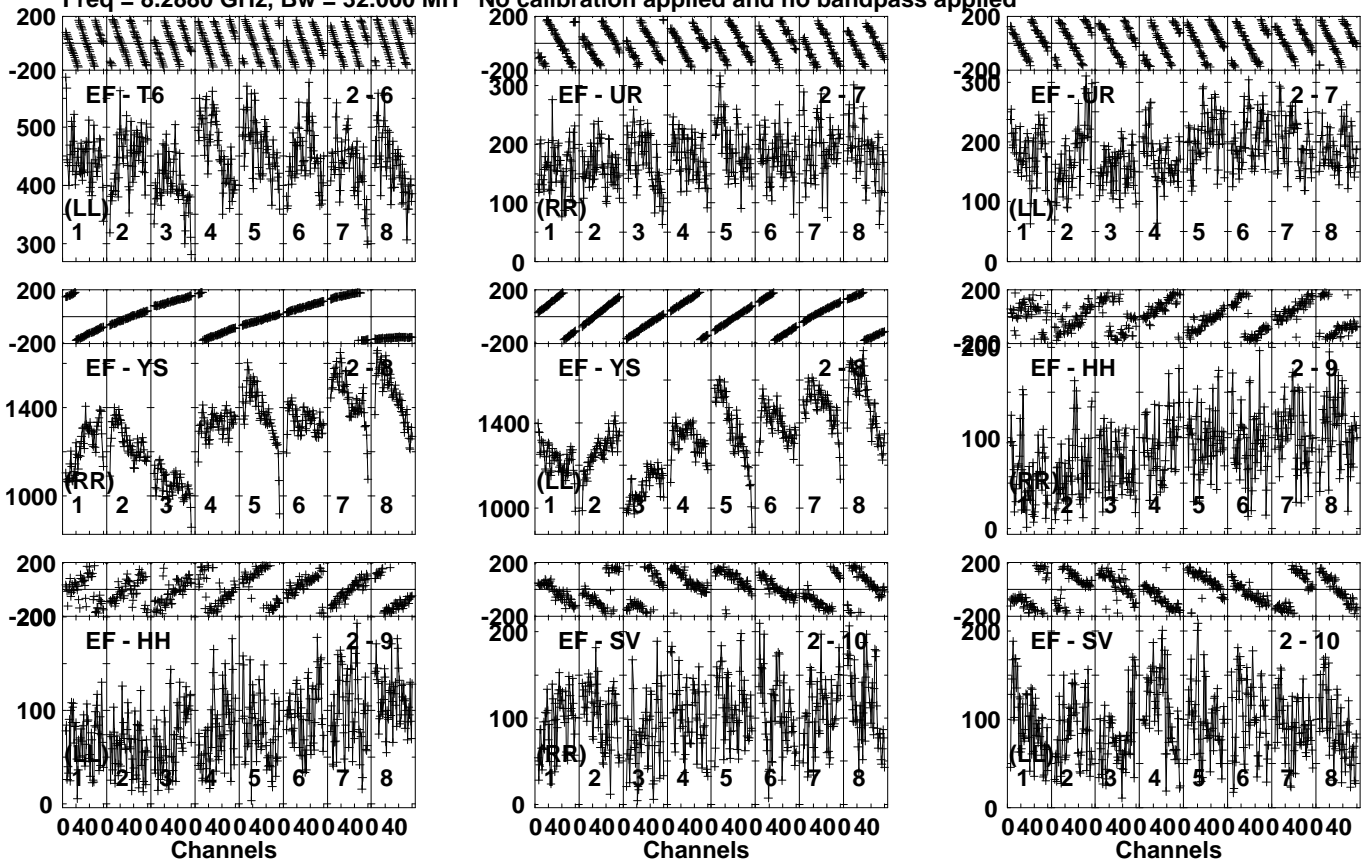 Freq = 8.2880 GHz, Bw = 32.000 MH No calibration applied and no bandpass applied
200
-200
EF - T6 2 - 6
500
400
300
(LL)
1 2 3 4 5 6 7 8
200
-200
300
EF - UR 2 - 7
200
100
0
(RR)
1 2 3 4 5 6 7 8
200
-200
300
EF - UR 2 - 7
200
100
0
(LL)
1 2 3 4 5 6 7 8
200
-200
EF - YS 2 - 8
1400
1000
(RR)
1 2 3 4 5 6 7 8
200
-200
EF - YS 2 - 8
1400
1000
(LL)
1 2 3 4 5 6 7 8
200
-200
200
EF - HH 2 - 9
100
0
(RR)
1 2 3 4 5 6 7 8
200
-200
EF - HH 2 - 9
100
0
(LL)
1 2 3 4 5 6 7 8
0 40 0 40 0 40 0 40 0 40 0 40 0 40 0 40
Channels
200
-200
200
EF - SV 2 - 10
100
0
(RR)
1 2 3 4 5 6 7 8
0 40 0 40 0 40 0 40 0 40 0 40 0 40 0 40
Channels
200
-200
200
EF - SV 2 - 10
100
0
(LL)
1 2 3 4 5 6 7 8
0 40 0 40 0 40 0 40 0 40 0 40 0 40 0 40
Channels